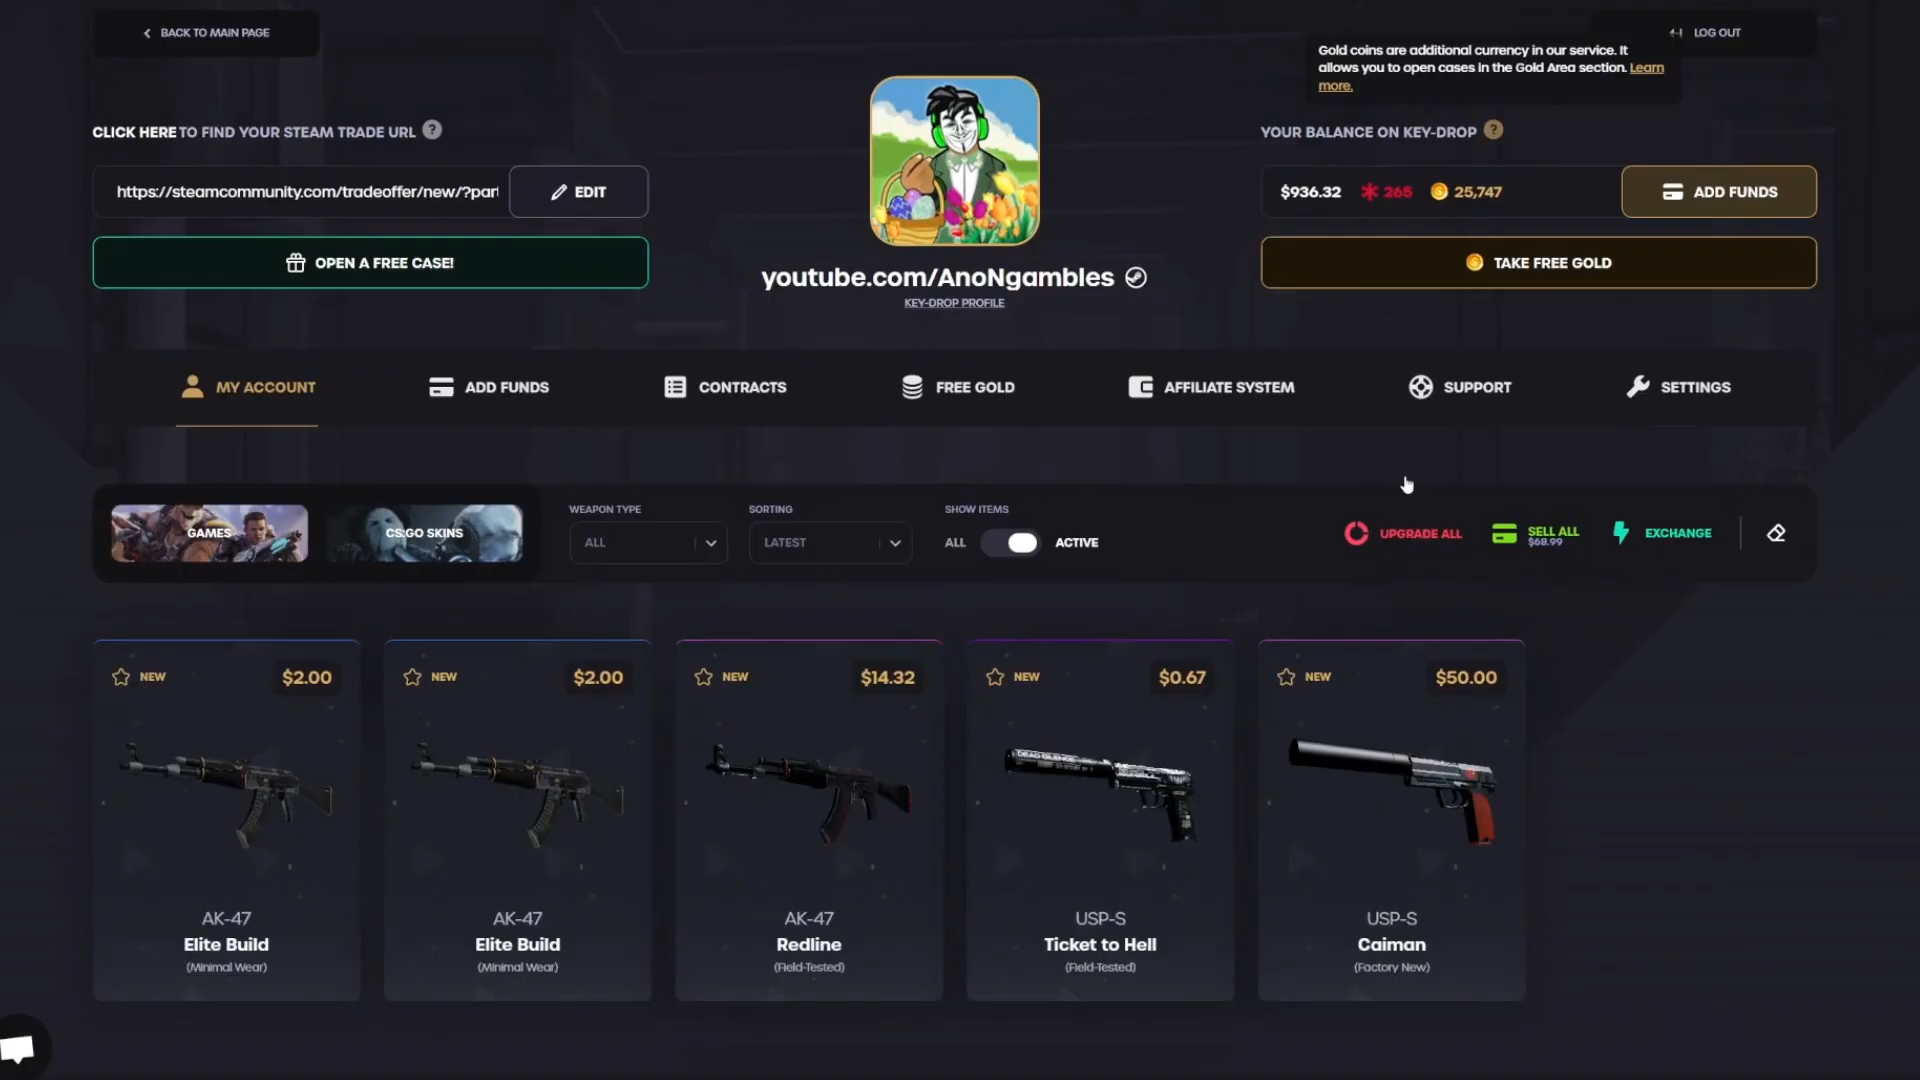 BACK TO MAIN PAGE
LOG OUT
Gold coins are additional currency in our service. It
allows you to open cases in the Gold Area section. Learn
more.
CLICK HERE TO FIND YOUR STEAM TRADE URL ?
YOUR BALANCE ON KEY-DROP ?
https://steamcommunity.com/tradeoffer/new/?par
EDIT
$936.32 265 25,747
ADD FUNDS
OPEN A FREE CASE!
TAKE FREE GOLD
youtube.com/AnoNgambles
KEY-DROP PROFILE
MY ACCOUNT
ADD FUNDS
CONTRACTS
FREE GOLD
AFFILIATE SYSTEM
SUPPORT
SETTINGS
GAMES
CS:GO SKINS
WEAPON TYPE
ALL
SORTING
LATEST
SHOW ITEMS
ALL
ACTIVE
UPGRADE ALL
SELL ALL
$68.99
EXCHANGE
NEW $2.00
AK-47
Elite Build
(Minimal Wear)
NEW $2.00
AK-47
Elite Build
(Minimal Wear)
NEW $14.32
AK-47
Redline
(Field-Tested)
NEW $0.67
DEAD SILENCE
USP-S
Ticket to Hell
(Field-Tested)
NEW $50.00
USP-S
Caiman
(Factory New)